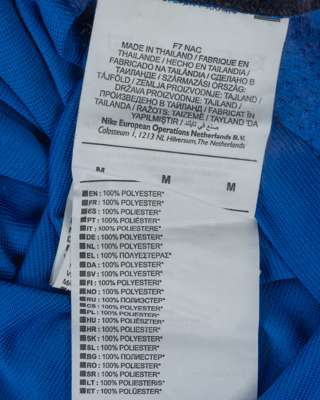 F7 NAC
MADE IN THAILAND / FABRIQUE EN
THAILANDE / HECHO EN TAILANDIA /
FABRICADO NA TAILÂNDIA / СДЕЛАНО В
ТАИЛАНДЕ / SZÁRMAZÁSI ORSZÁG:
TÁJFÖLD / ZEMLJA PROIZVODNJE: TAJLAND /
DRŽAVA PROIZVODNJE: TAJLAND /
ПРОИЗВЕДЕНО В ТАЙЛАНД / FABRICAT ÎN
TAILANDA / RAŽOTS: TAIZEMĒ / TAYLAND DA
YAPILMIŞTIR / صنع في تايلاند
Nike European Operations Netherlands B.V.
Colosseum 1, 1213 NL Hilversum, The Netherlands
M M M
EN: 100% POLYESTER*
FR: 100% POLYESTER*
ES: 100% POLIÉSTER*
PT: 100% POLIÉSTER*
IT: 100% POLIESTERE*
DE: 100% POLYESTER*
NL: 100% POLYESTER*
EL: 100% ΠΟΛΥΕΣΤΕΡΑΣ*
DA: 100% POLYESTER*
SV: 100% POLYESTER*
FI: 100% POLYESTERI*
NO: 100% POLYESTER*
RU: 100% ПОЛИЭСТЕР*
CS: 100% POLYESTER*
PL: 100% POLIESTER*
HU: 100% POLIÉSZTER*
HR: 100% POLIESTER*
SK: 100% POLYESTER*
SL: 100% POLIESTER*
BG: 100% ПОЛИЕСТЕР*
RO: 100% POLIESTER*
SR: 100% POLIESTER*
LT: 100% POLIESTERIS*
ET: 100% POLÜESTER*